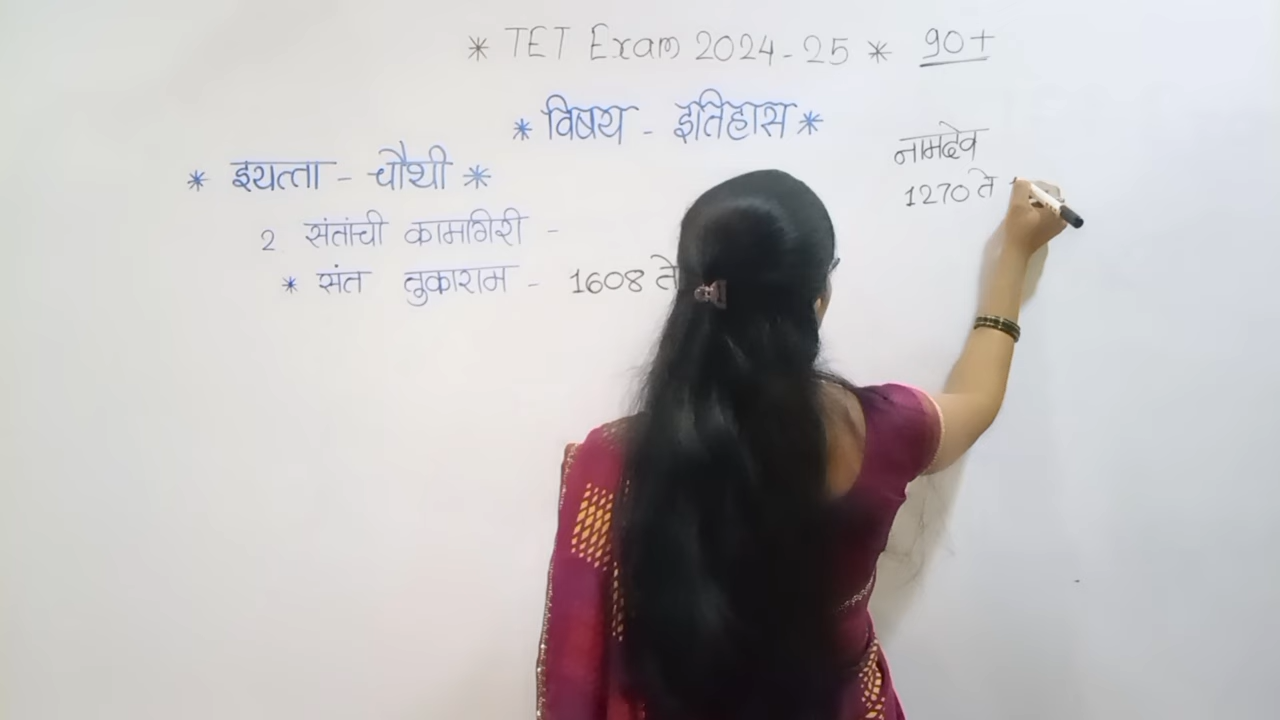 * TET Exam 2024-25 * 90+
* विषय - इतिहास *
* इयत्ता - चौथी *
2 संतांची कामगिरी -
* संत तुकाराम - 1608 ते
नामदेव
1270 ते